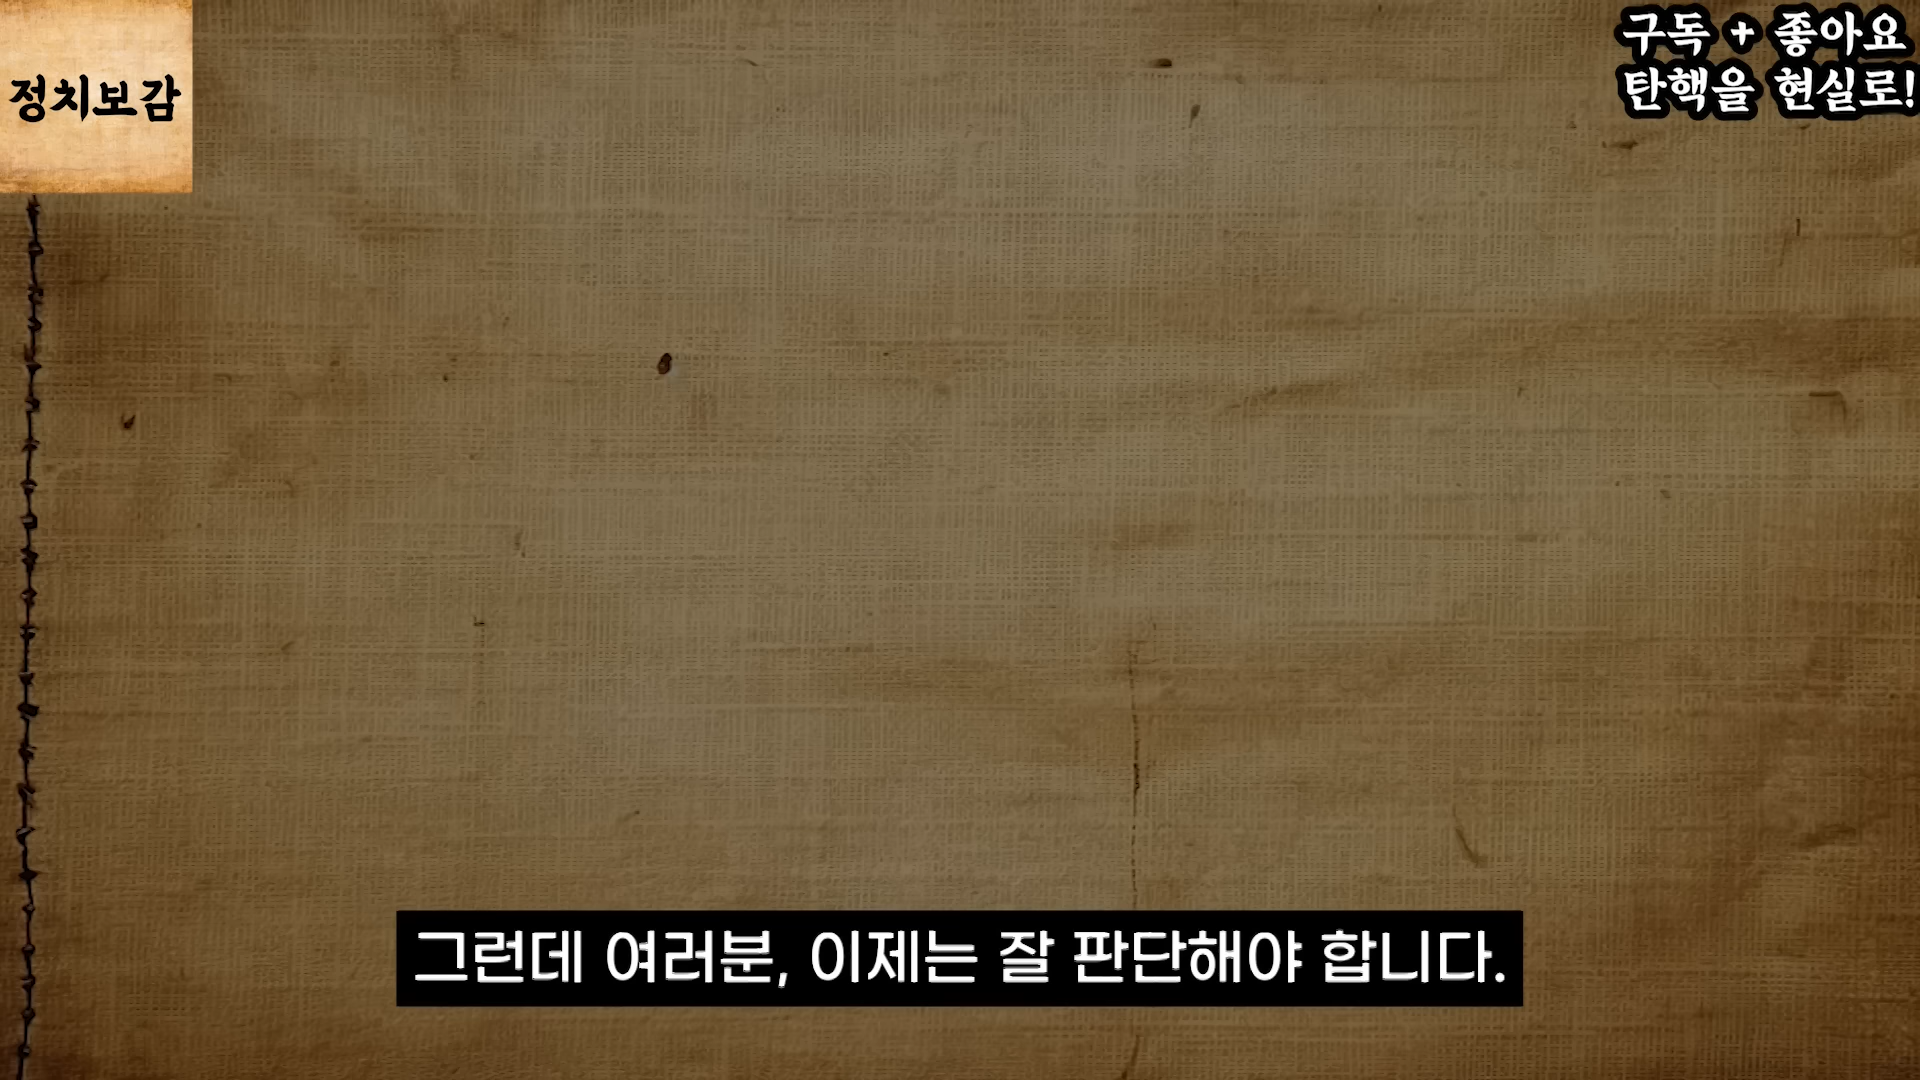 정치보감
구독 + 좋아요
탄핵을 현실로!
그런데 여러분, 이제는 잘 판단해야 합니다.